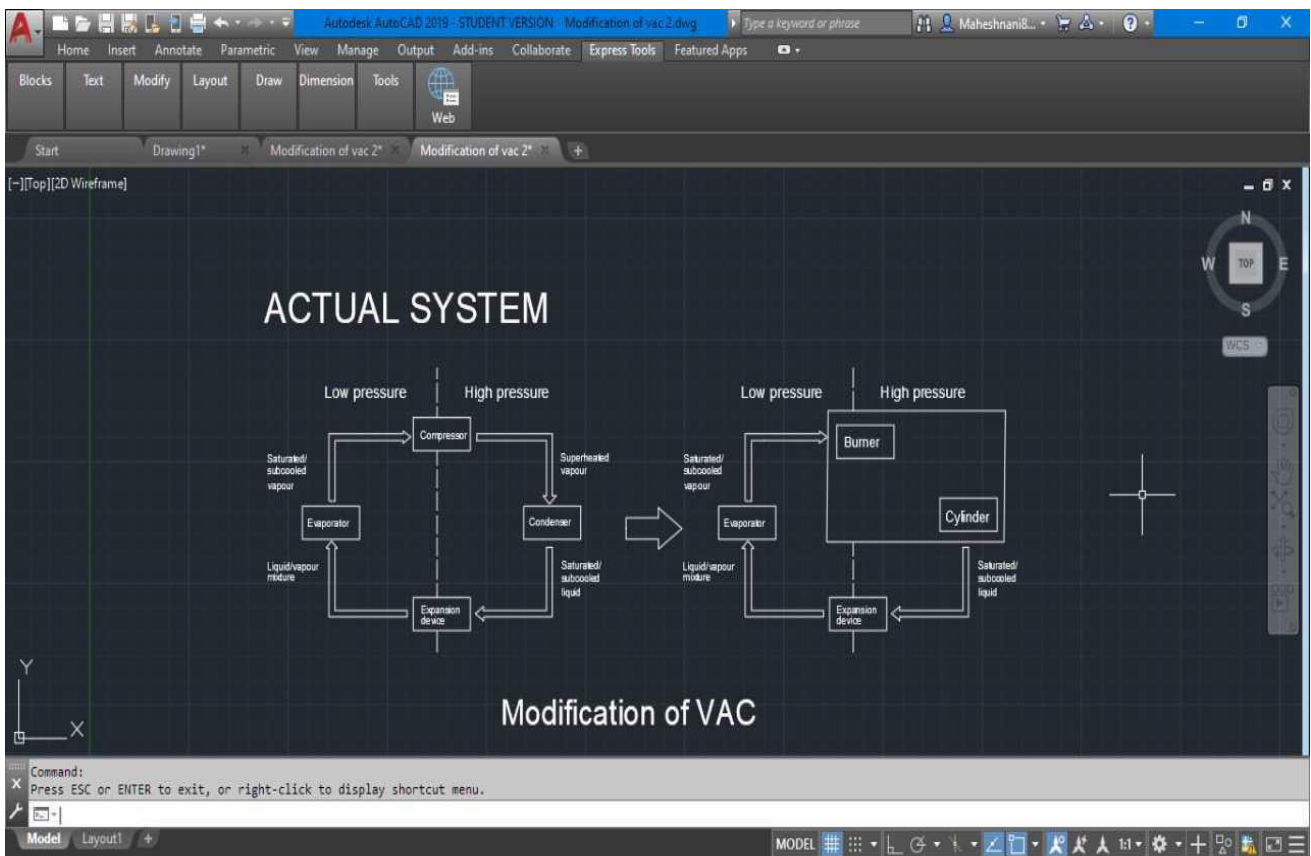 Autodesk AutoCAD 2019 - STUDENT VERSION Modification of vac 2.dwg
Type a keyword or phrase
Maheshnani8...
Home Insert Annotate Parametric View Manage Output Add-ins Collaborate Express Tools Featured Apps
Blocks Text Modify Layout Draw Dimension Tools
Web
Start Drawing1* Modification of vac 2* Modification of vac 2*
[−][Top][2D Wireframe]
N
W TOP E
S
WCS
ACTUAL SYSTEM
Low pressure High pressure
Compressor
Saturated/
subcooled
vapour
Superheated
vapour
Evaporator
Condenser
Liquid/vapour
mixture
Saturated/
subcooled
liquid
Expansion
device
Low pressure High pressure
Burner
Saturated/
subcooled
vapour
Evaporator
Cylinder
Liquid/vapour
mixture
Saturated/
subcooled
liquid
Expansion
device
Modification of VAC
Y
X
Command:
Press ESC or ENTER to exit, or right-click to display shortcut menu.
Model Layout1 +
MODEL 1:1